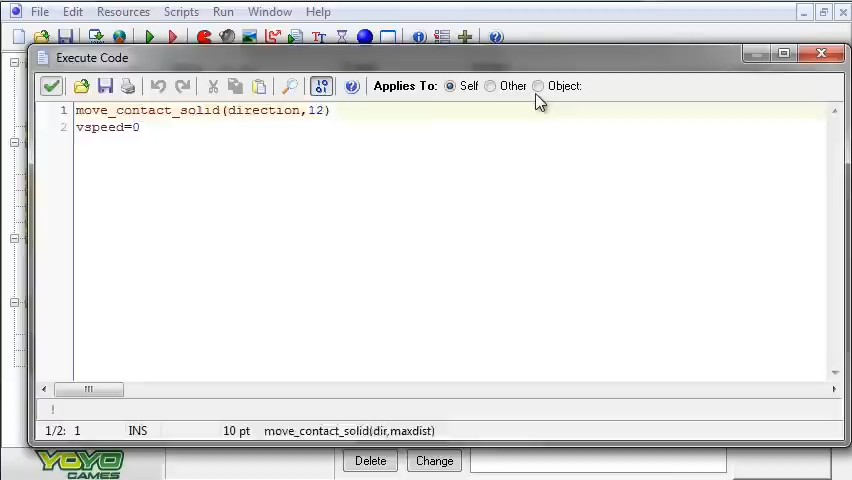 File Edit Resources Scripts Run Window Help
Execute Code
Applies To: Self Other Object:
1 move_contact_solid(direction,12)
2 vspeed=0
!
1/2: 1 INS 10 pt move_contact_solid(dir,maxdist)
YOYO
GAMES
Delete Change